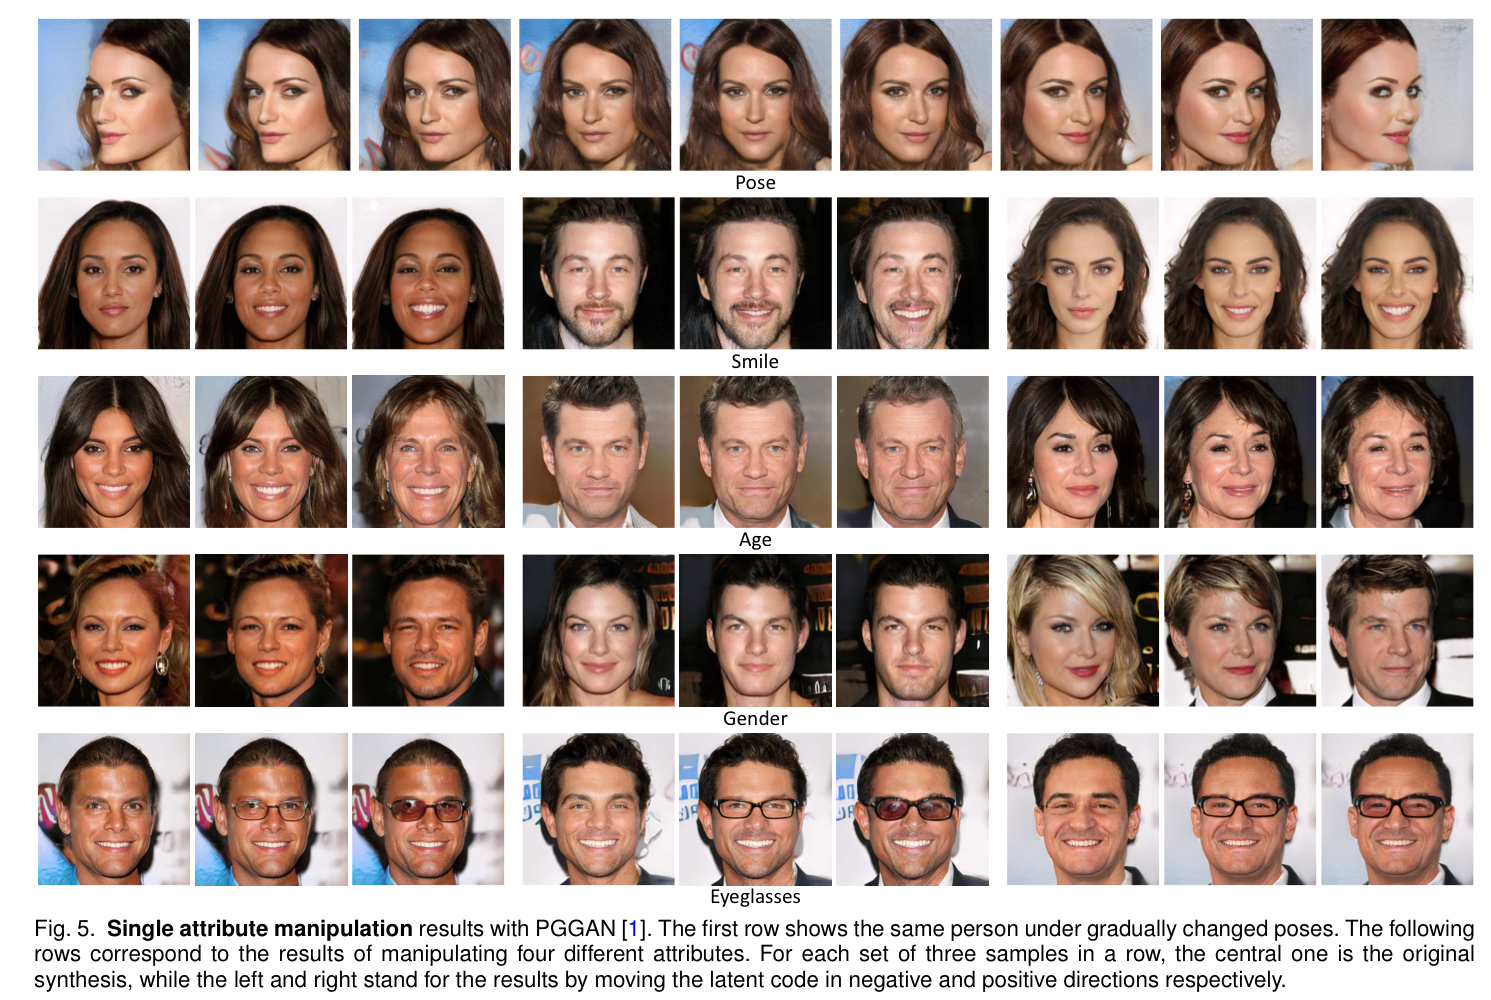 Pose
Smile
Age
Gender
Eyeglasses
Fig. 5. Single attribute manipulation results with PGGAN [1]. The first row shows the same person under gradually changed poses. The following
rows correspond to the results of manipulating four different attributes. For each set of three samples in a row, the central one is the original
synthesis, while the left and right stand for the results by moving the latent code in negative and positive directions respectively.